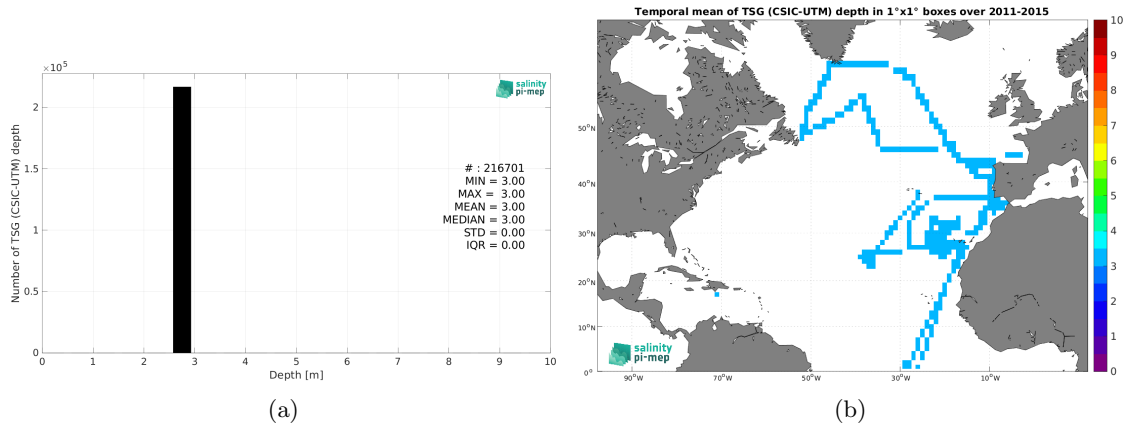 ×10⁵
2
1.5
1
0.5
0
Number of TSG (CSIC-UTM) depth
salinity
pi-mep
# : 216701
MIN = 3.00
MAX = 3.00
MEAN = 3.00
MEDIAN = 3.00
STD = 0.00
IQR = 0.00
0 1 2 3 4 5 6 7 8 9 10
Depth [m]
(a)
Temporal mean of TSG (CSIC-UTM) depth in 1°x1° boxes over 2011-2015
50°N
40°N
30°N
20°N
10°N
0°
90°W 70°W 50°W 30°W 10°W
salinity
pi-mep
10
9
8
7
6
5
4
3
2
1
0
(b)